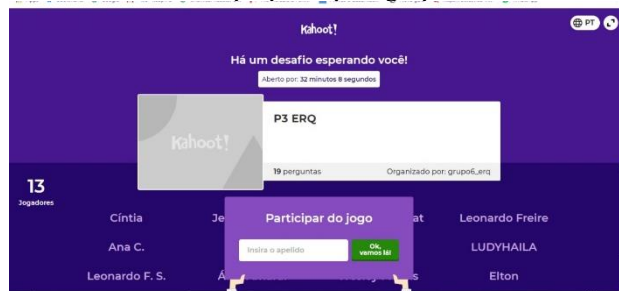 Kahoot!
PT
Há um desafio esperando você!
Aberto por: 32 minutos 8 segundos
Kahoot!
P3 ERQ
19 perguntas Organizado por: grupo6_erq
13
Jogadores
Participar do jogo
Insira o apelido
Ok, vamos lá!
Cíntia Leonardo Freire
Ana C. LUDYHAILA
Leonardo F. S. Elton